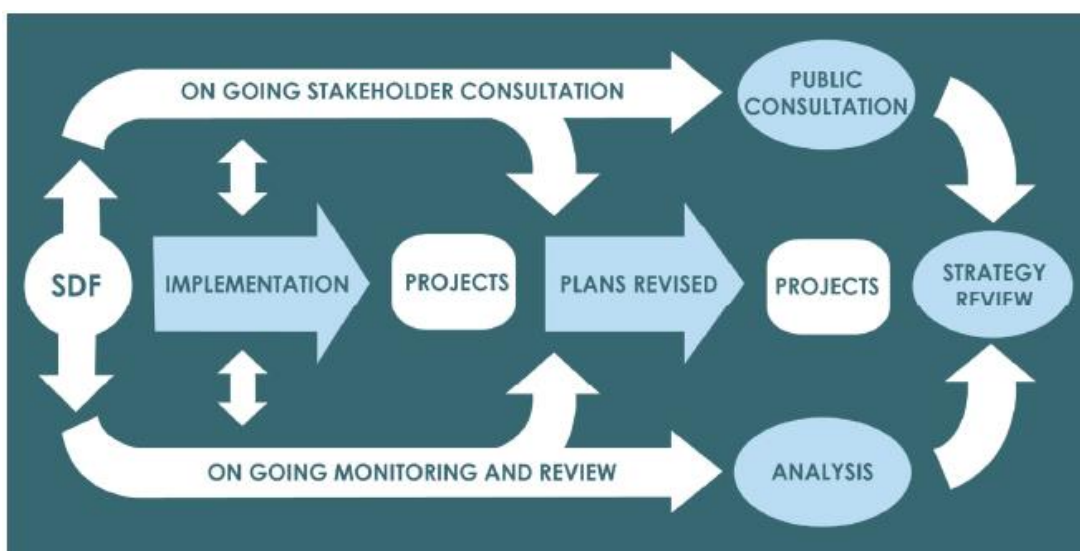 ON GOING STAKEHOLDER CONSULTATION
PUBLIC
CONSULTATION
SDF
IMPLEMENTATION
PROJECTS
PLANS REVISED
PROJECTS
STRATEGY
REVIEW
ON GOING MONITORING AND REVIEW
ANALYSIS